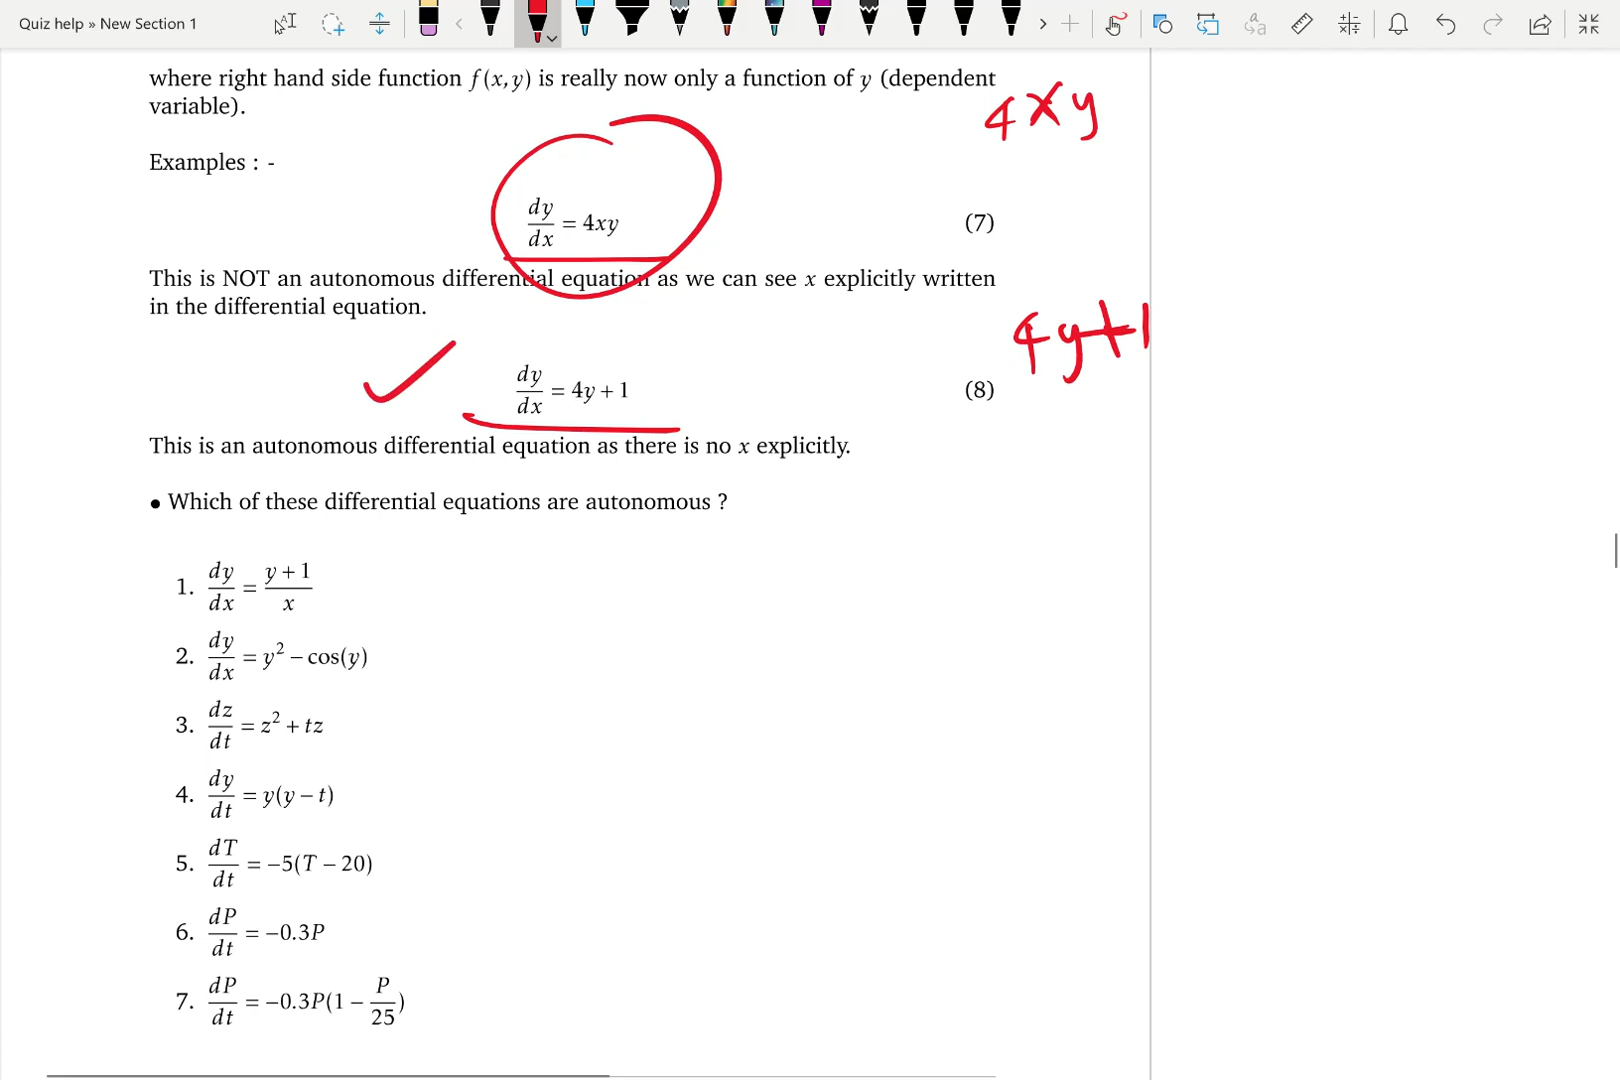 Quiz help » New Section 1
where right hand side function f(x, y) is really now only a function of y (dependent
variable).
4xy
Examples : -
dy/dx = 4xy (7)
This is NOT an autonomous differential equation as we can see x explicitly written
in the differential equation.
4y+1
dy/dx = 4y + 1 (8)
This is an autonomous differential equation as there is no x explicitly.
• Which of these differential equations are autonomous ?
1. dy/dx = (y + 1)/x
2. dy/dx = y² − cos(y)
3. dz/dt = z² + tz
4. dy/dt = y(y − t)
5. dT/dt = −5(T − 20)
6. dP/dt = −0.3P
7. dP/dt = −0.3P(1 − P/25)